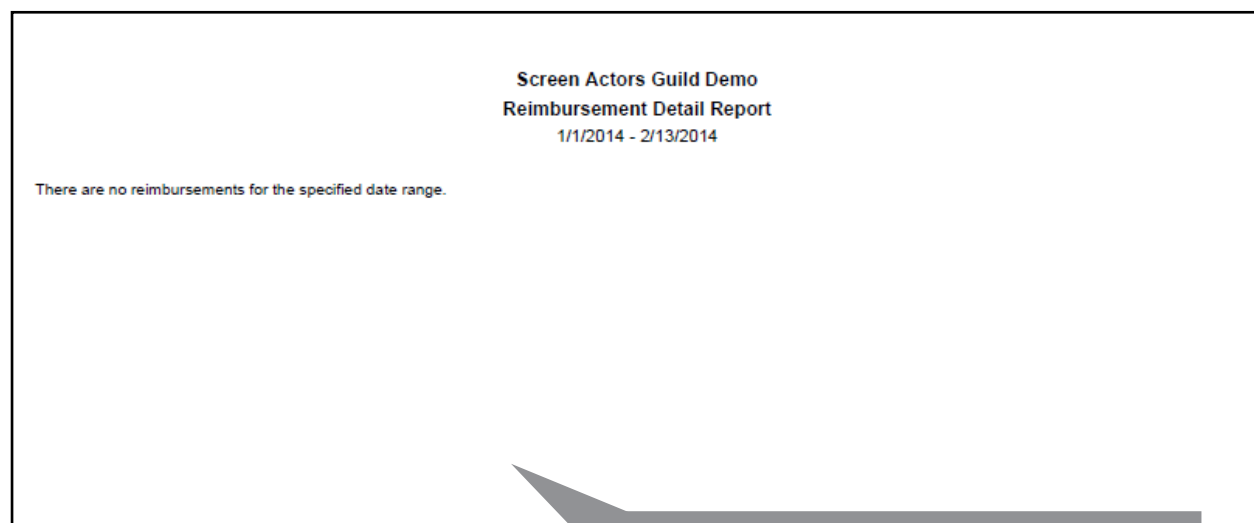 Screen Actors Guild Demo
Reimbursement Detail Report
1/1/2014 - 2/13/2014
There are no reimbursements for the specified date range.